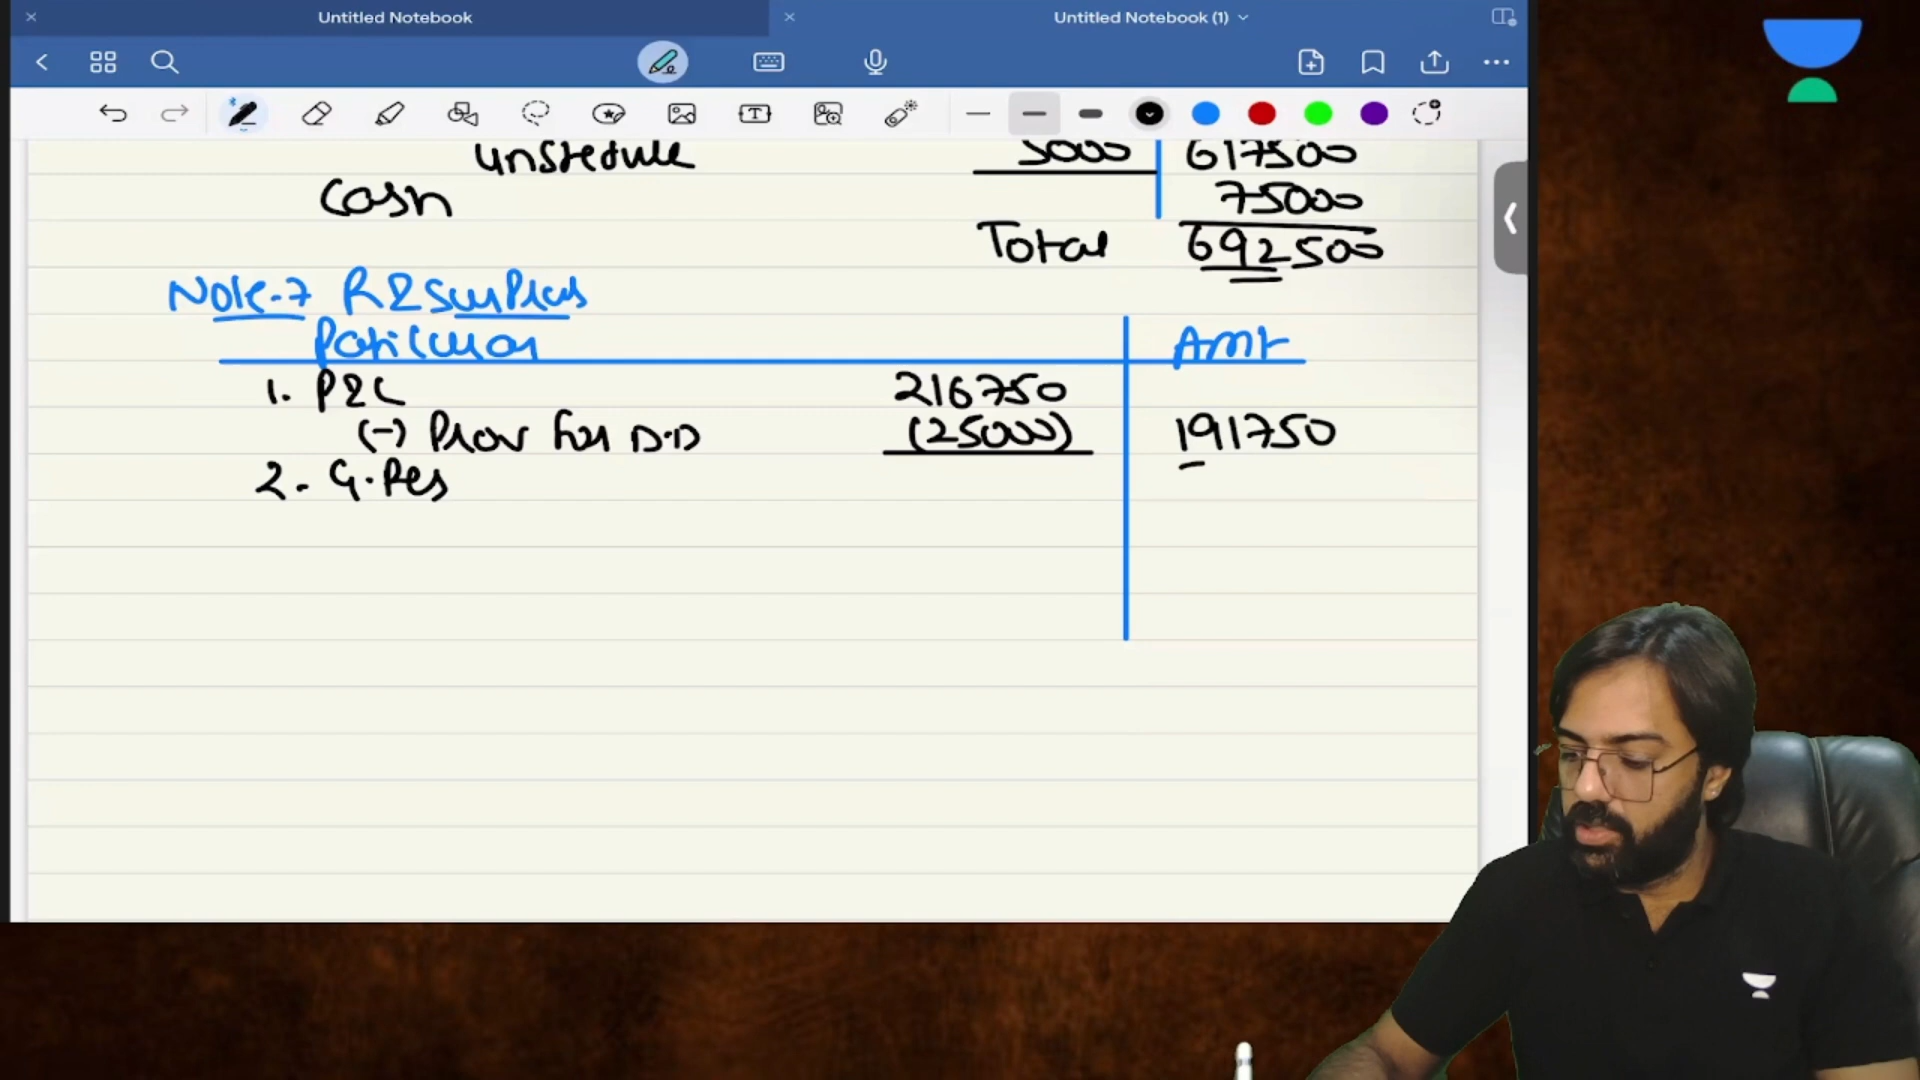 Untitled Notebook
Untitled Notebook (1)
unshedule 5000 617500
Cash 75000
Total 692500
Note-7 R&Surplus
Particular Amt
1. P&L 216750
(-) Prov for D.D (25000) 191750
2. G.Res